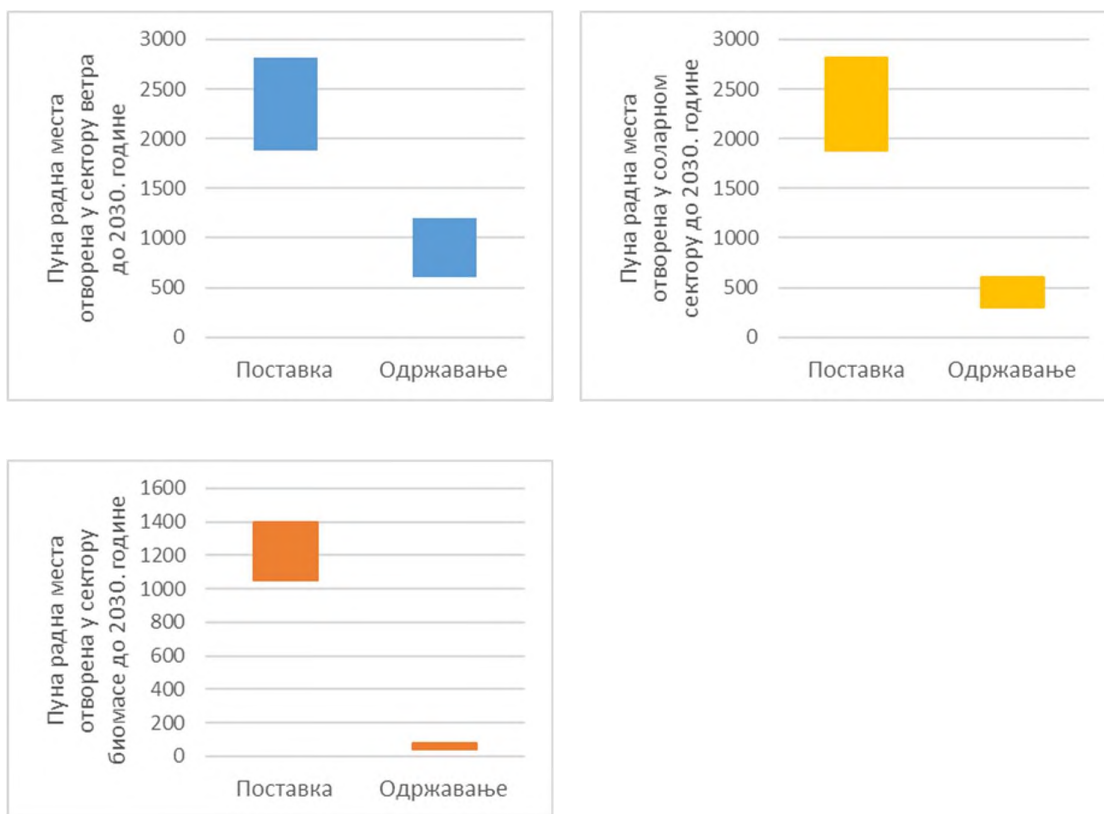 Пуна радна места
отворена у сектору ветра
до 2030. године
3000
2500
2000
1500
1000
500
0
Поставка Одржавање
Пуна радна места
отворена у соларном
сектору до 2030. године
3000
2500
2000
1500
1000
500
0
Поставка Одржавање
Пуна радна места
отворена у сектору
биомасе до 2030. године
1600
1400
1200
1000
800
600
400
200
0
Поставка Одржавање